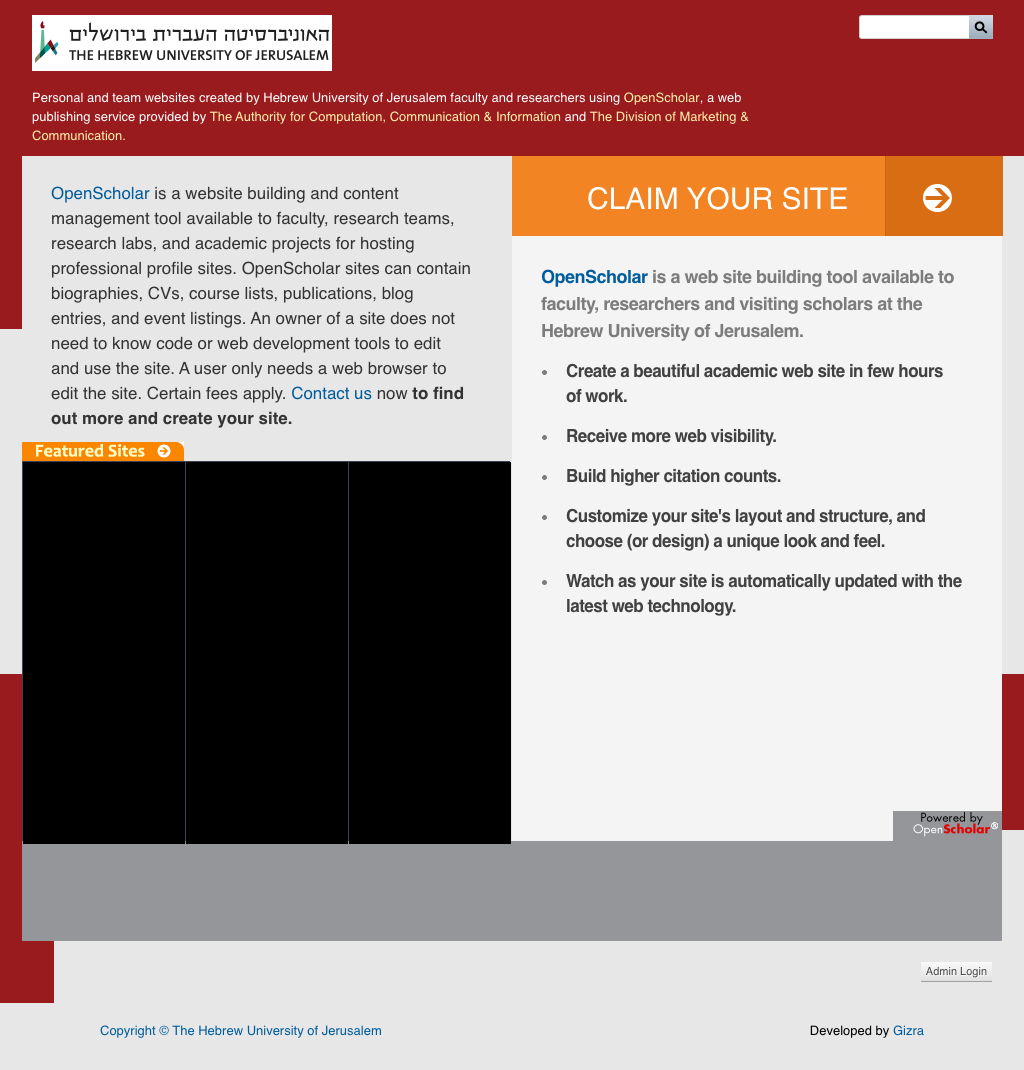 האוניברסיטה העברית בירושלים
THE HEBREW UNIVERSITY OF JERUSALEM
Personal and team websites created by Hebrew University of Jerusalem faculty and researchers using OpenScholar, a web
publishing service provided by The Authority for Computation, Communication & Information and The Division of Marketing &
Communication.
OpenScholar is a website building and content
management tool available to faculty, research teams,
research labs, and academic projects for hosting
professional profile sites. OpenScholar sites can contain
biographies, CVs, course lists, publications, blog
entries, and event listings. An owner of a site does not
need to know code or web development tools to edit
and use the site. A user only needs a web browser to
edit the site. Certain fees apply. Contact us now to find
out more and create your site.
Featured Sites
CLAIM YOUR SITE
OpenScholar is a web site building tool available to
faculty, researchers and visiting scholars at the
Hebrew University of Jerusalem.
• Create a beautiful academic web site in few hours
of work.
• Receive more web visibility.
• Build higher citation counts.
• Customize your site's layout and structure, and
choose (or design) a unique look and feel.
• Watch as your site is automatically updated with the
latest web technology.
Powered by
OpenScholar®
Admin Login
Copyright © The Hebrew University of Jerusalem
Developed by Gizra